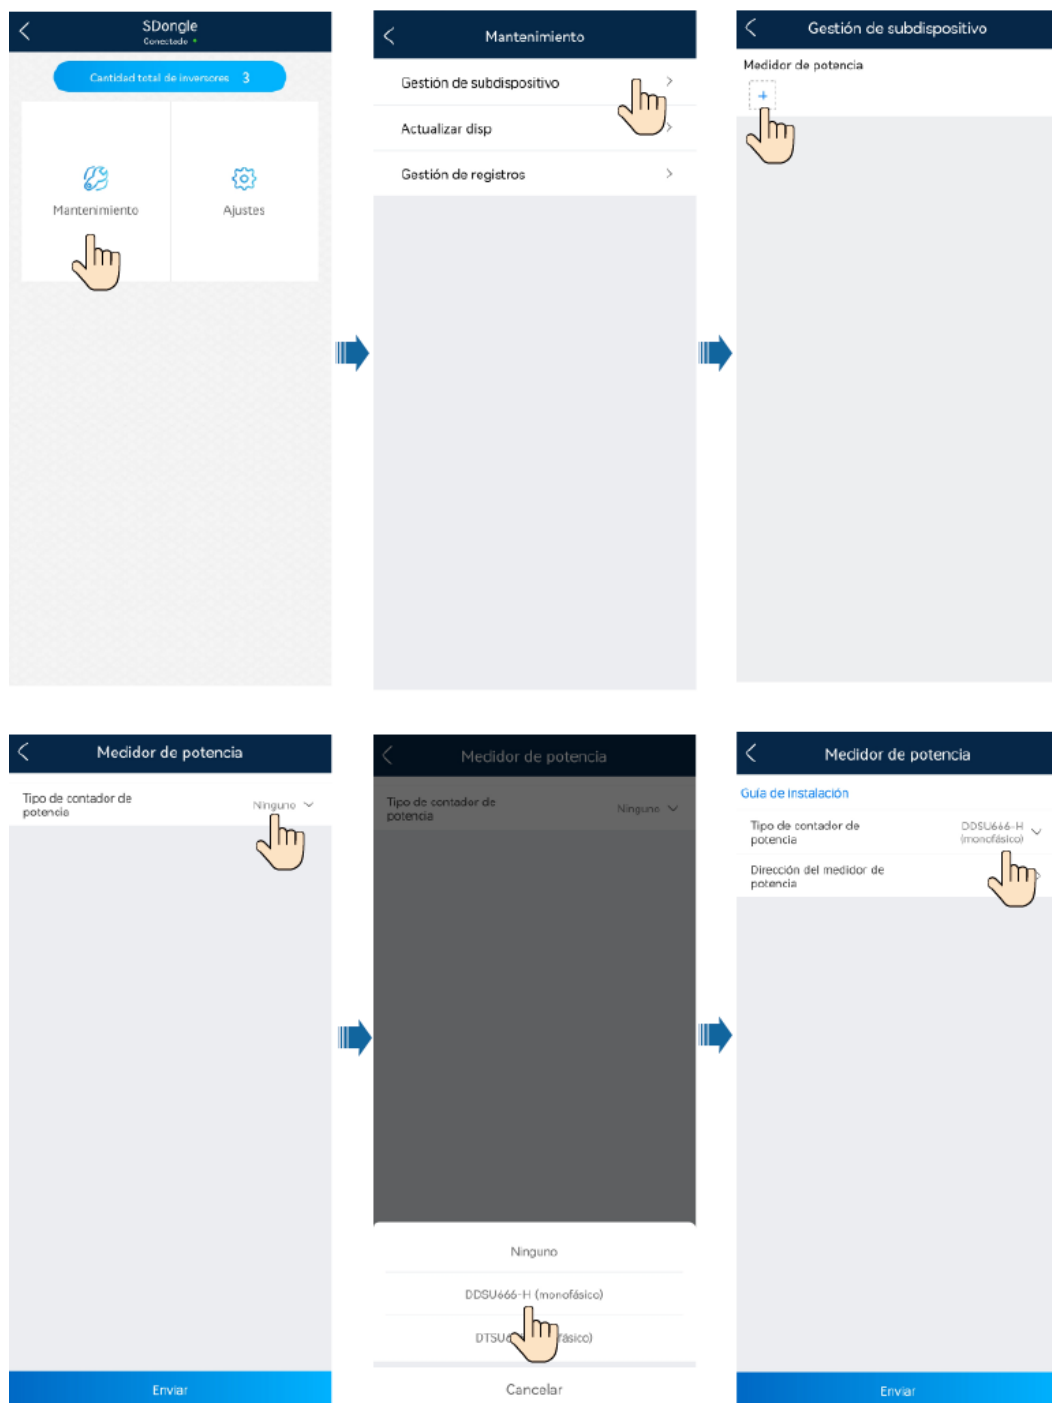 SDongle
Conectado
Cantidad total de inversores 3
Mantenimiento
Ajustes
Mantenimiento
Gestión de subdispositivo
Actualizar disp
Gestión de registros
Gestión de subdispositivo
Medidor de potencia
+
Medidor de potencia
Tipo de contador de
potencia
Ninguno
Enviar
Medidor de potencia
Tipo de contador de
potencia
Ninguno
Ninguno
DDSU666-H (monofásico)
Cancelar
Medidor de potencia
Guía de instalación
Tipo de contador de
potencia
DDSU666-H
(monofásico)
Dirección del medidor de
potencia
Enviar